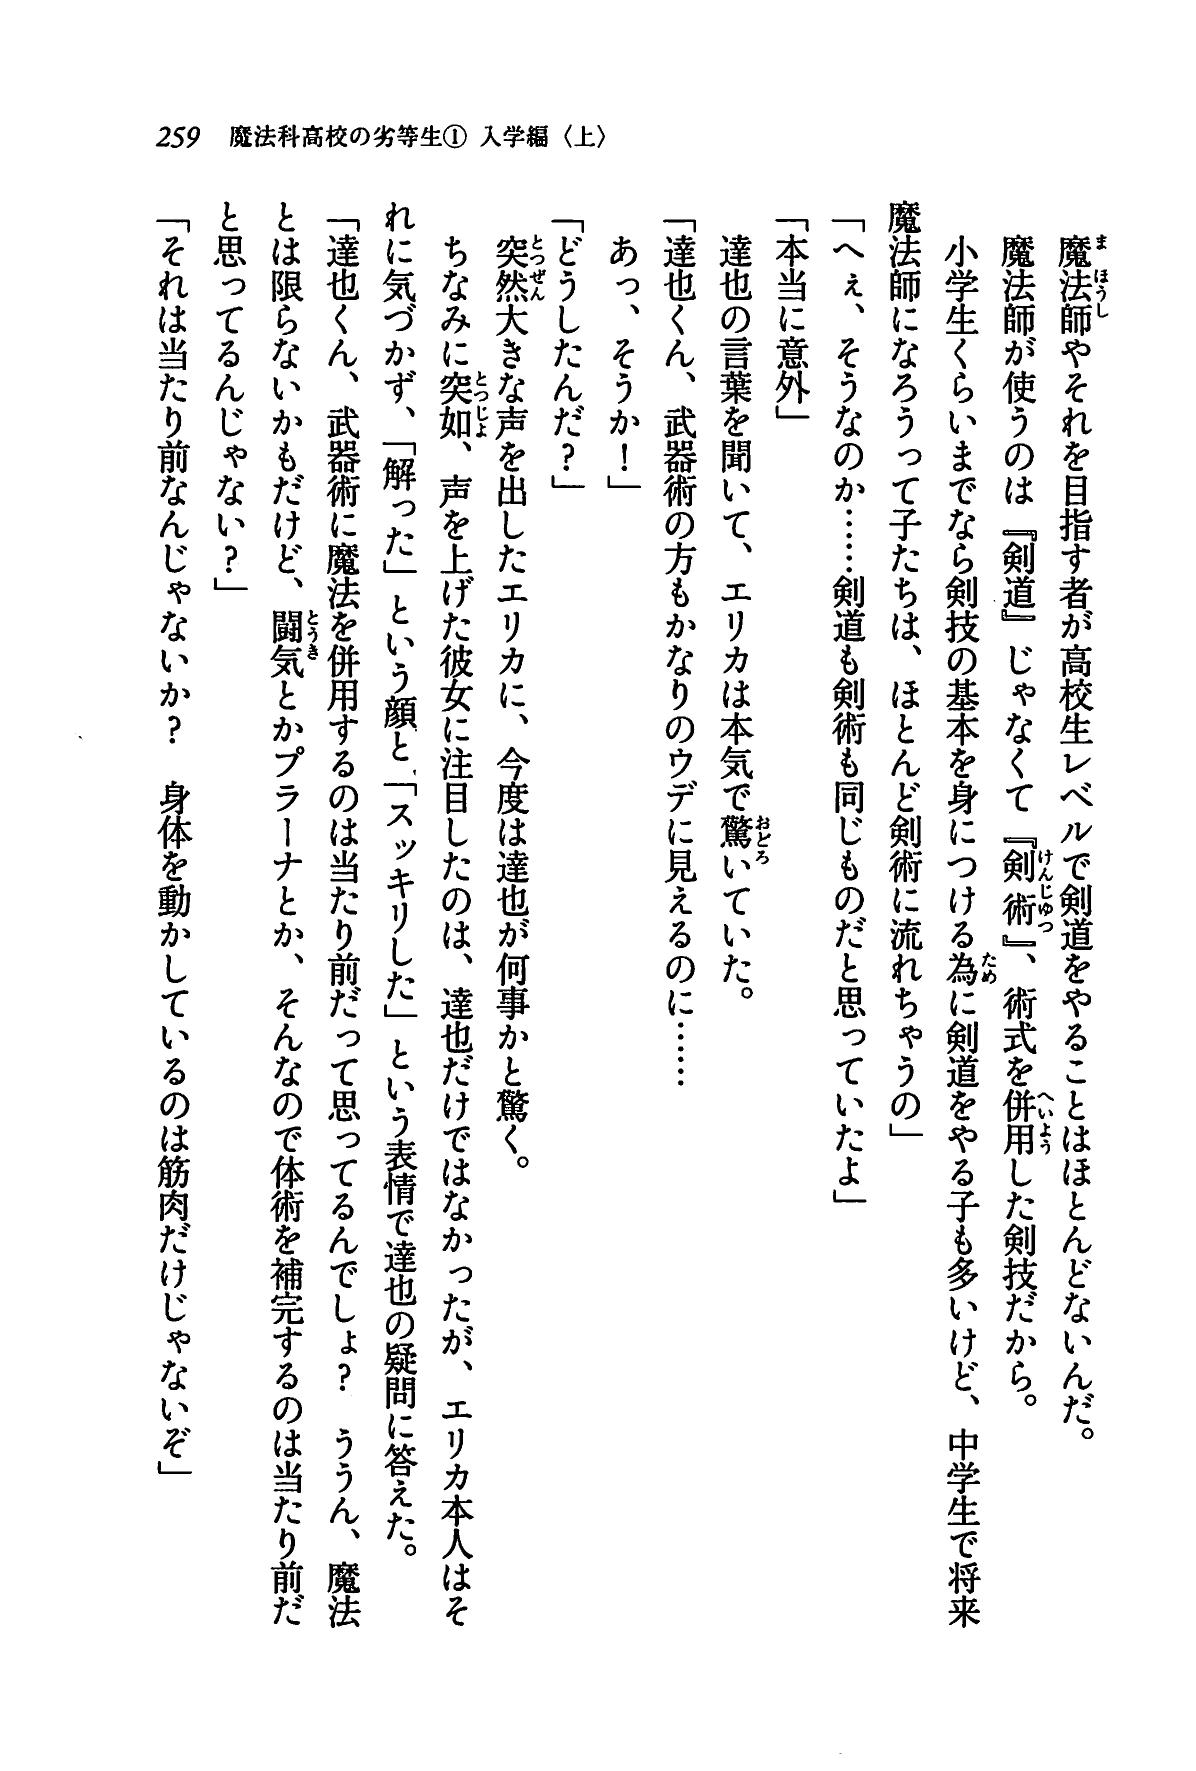 259　魔法科高校の劣等生① 入学編〈上〉
　魔法師やそれを目指す者が高校生レベルで剣道をやることはほとんどないんだ。
　魔法師が使うのは『剣道』じゃなくて『剣術』、術式を併用した剣技だから。
　小学生くらいまでなら剣技の基本を身につける為に剣道をやる子も多いけど、中学生で将来
魔法師になろうって子たちは、ほとんど剣術に流れちゃうの」
「へぇ、そうなのか……剣道も剣術も同じものだと思っていたよ」
「本当に意外」
　達也の言葉を聞いて、エリカは本気で驚いていた。
「達也くん、武器術の方もかなりのウデに見えるのに……
　あっ、そうか！」
「どうしたんだ？」
　突然大きな声を出したエリカに、今度は達也が何事かと驚く。
　ちなみに突如、声を上げた彼女に注目したのは、達也だけではなかったが、エリカ本人はそ
れに気づかず、「解った」という顔と、「スッキリした」という表情で達也の疑問に答えた。
「達也くん、武器術に魔法を併用するのは当たり前だって思ってるんでしょ？　ううん、魔法
とは限らないかもだけど、闘気とかプラーナとか、そんなので体術を補完するのは当たり前だ
と思ってるんじゃない？」
「それは当たり前なんじゃないか？　身体を動かしているのは筋肉だけじゃないぞ」